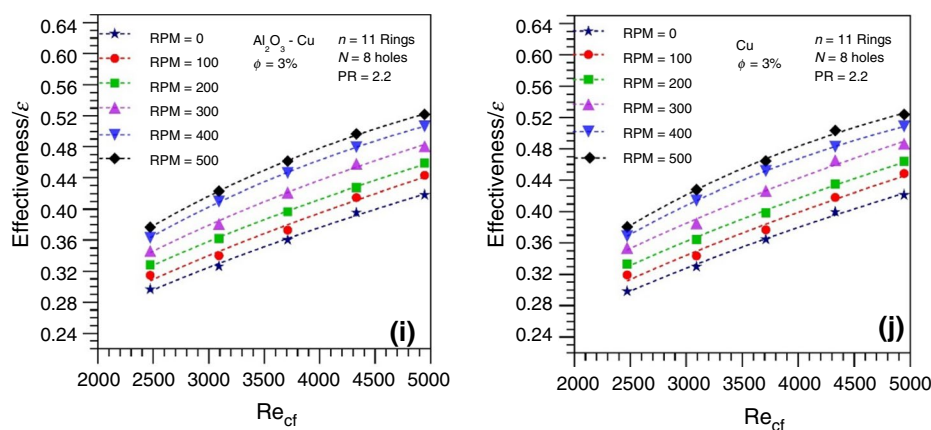 0.64
0.60
0.56
0.52
0.48
0.44
0.40
0.36
0.32
0.28
0.24
Effectiveness/ε
RPM = 0
RPM = 100
RPM = 200
RPM = 300
RPM = 400
RPM = 500
Al₂O₃ - Cu
ϕ = 3%
n = 11 Rings
N = 8 holes
PR = 2.2
(i)
2000 2500 3000 3500 4000 4500 5000
Re_cf
0.64
0.60
0.56
0.52
0.48
0.44
0.40
0.36
0.32
0.28
0.24
Effectiveness/ε
RPM = 0
RPM = 100
RPM = 200
RPM = 300
RPM = 400
RPM = 500
Cu
ϕ = 3%
n = 11 Rings
N = 8 holes
PR = 2.2
(j)
2000 2500 3000 3500 4000 4500 5000
Re_cf